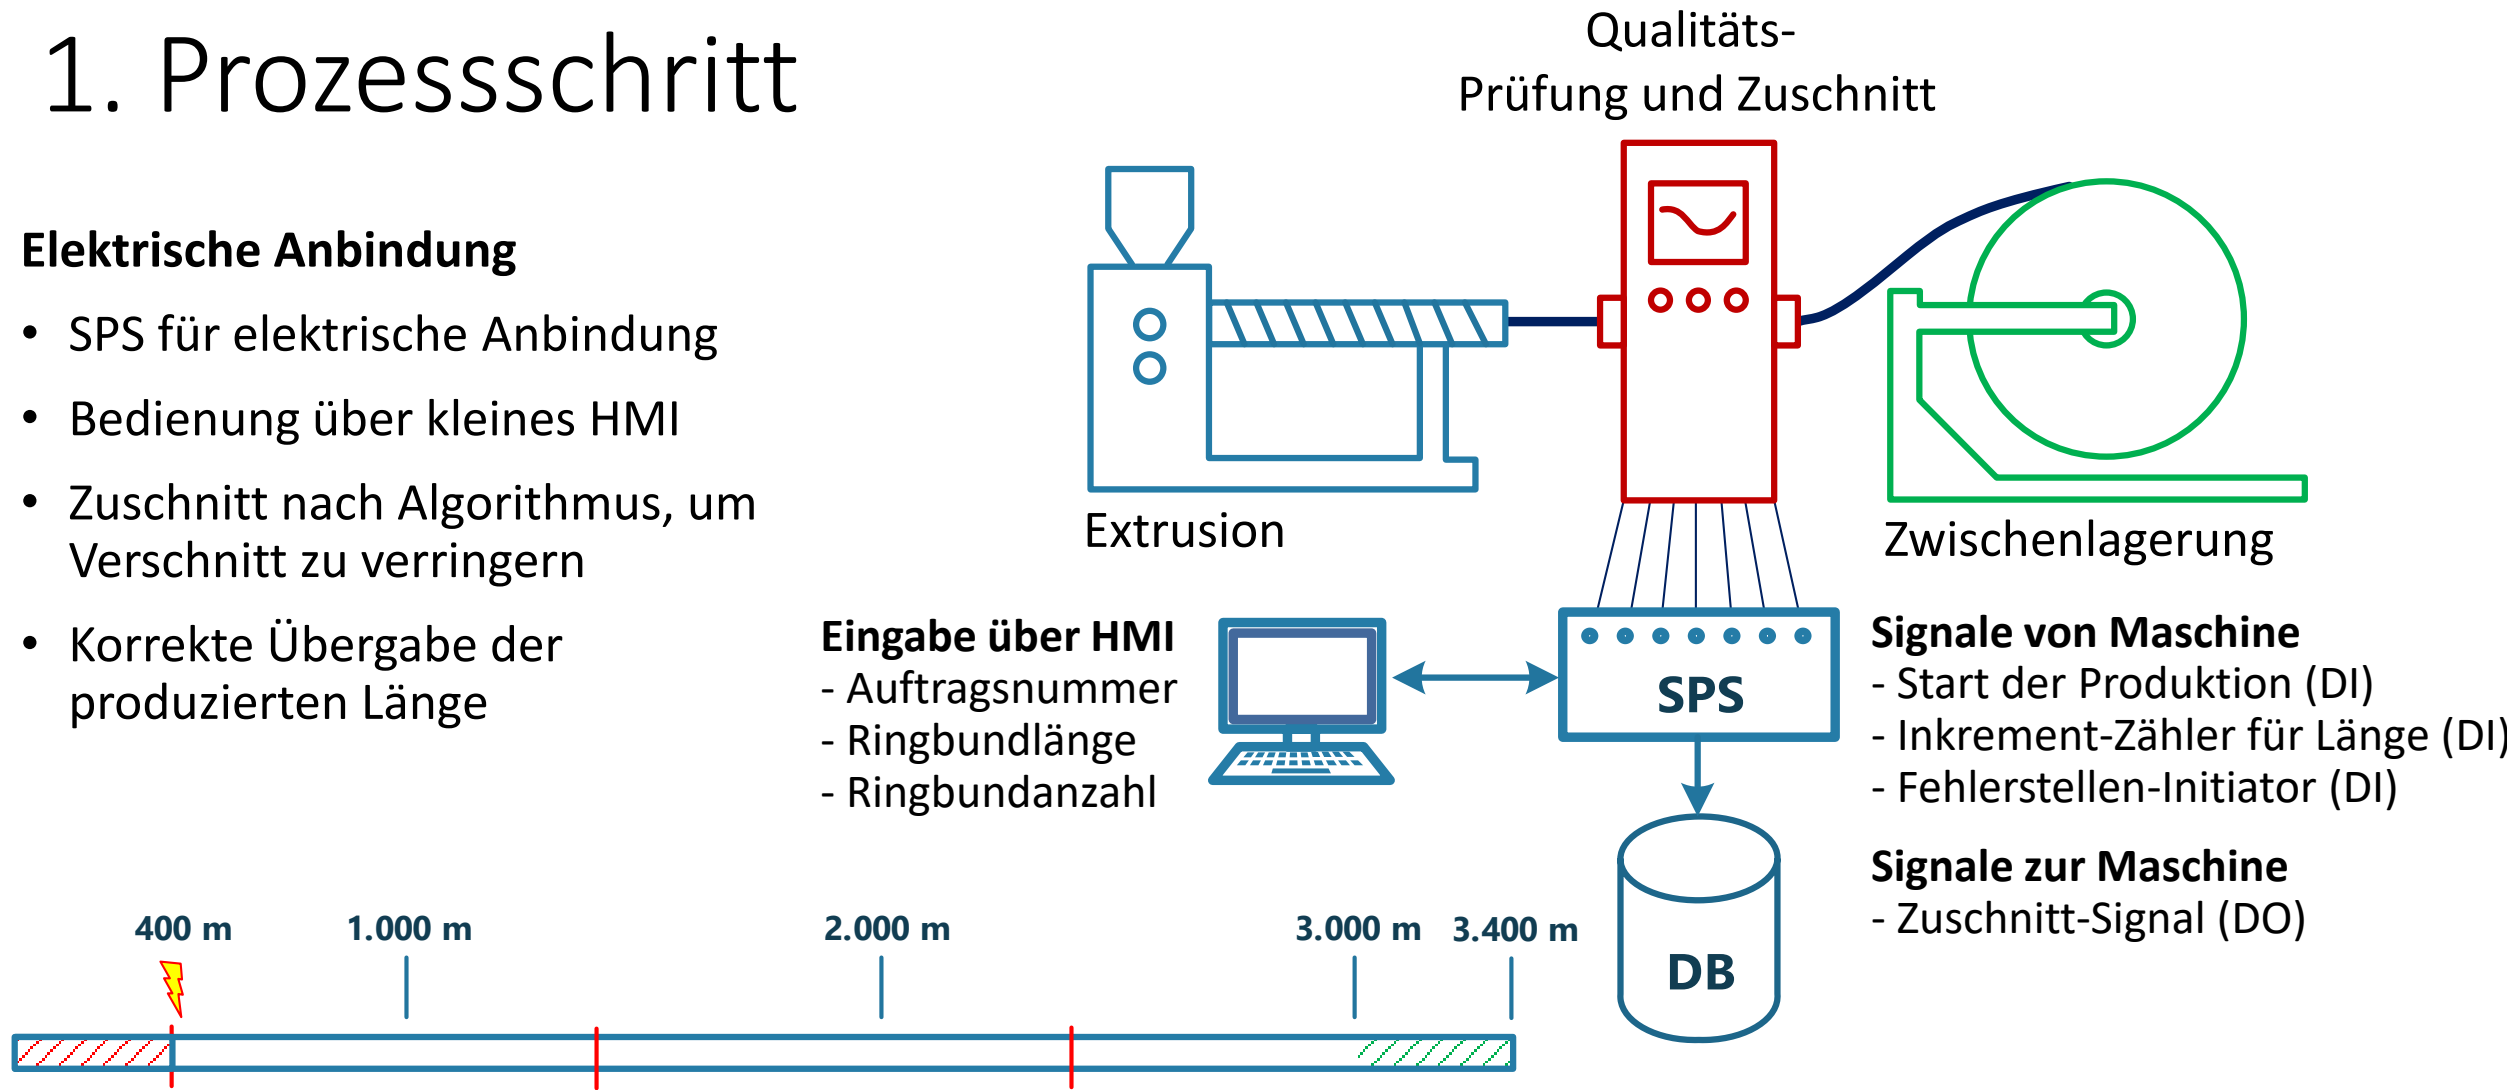 1. Prozessschritt
Elektrische Anbindung
• SPS für elektrische Anbindung
• Bedienung über kleines HMI
• Zuschnitt nach Algorithmus, um
Verschnitt zu verringern
• Korrekte Übergabe der
produzierten Länge
Qualitäts-
Prüfung und Zuschnitt
Extrusion
Zwischenlagerung
Eingabe über HMI
- Auftragsnummer
- Ringbundlänge
- Ringbundanzahl
SPS
DB
Signale von Maschine
- Start der Produktion (DI)
- Inkrement-Zähler für Länge (DI)
- Fehlerstellen-Initiator (DI)
Signale zur Maschine
- Zuschnitt-Signal (DO)
400 m 1.000 m 2.000 m 3.000 m 3.400 m